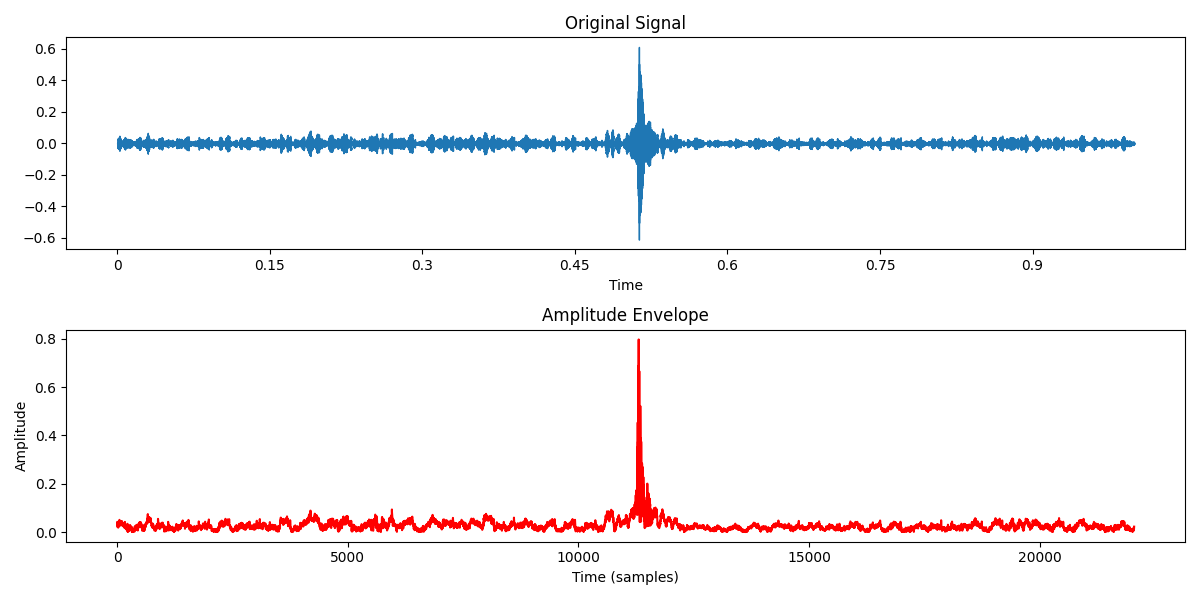 Original Signal
0.6
0.4
0.2
0.0
−0.2
−0.4
−0.6
0 0.15 0.3 0.45 0.6 0.75 0.9
Time
Amplitude Envelope
Amplitude
0.8
0.6
0.4
0.2
0.0
0 5000 10000 15000 20000
Time (samples)